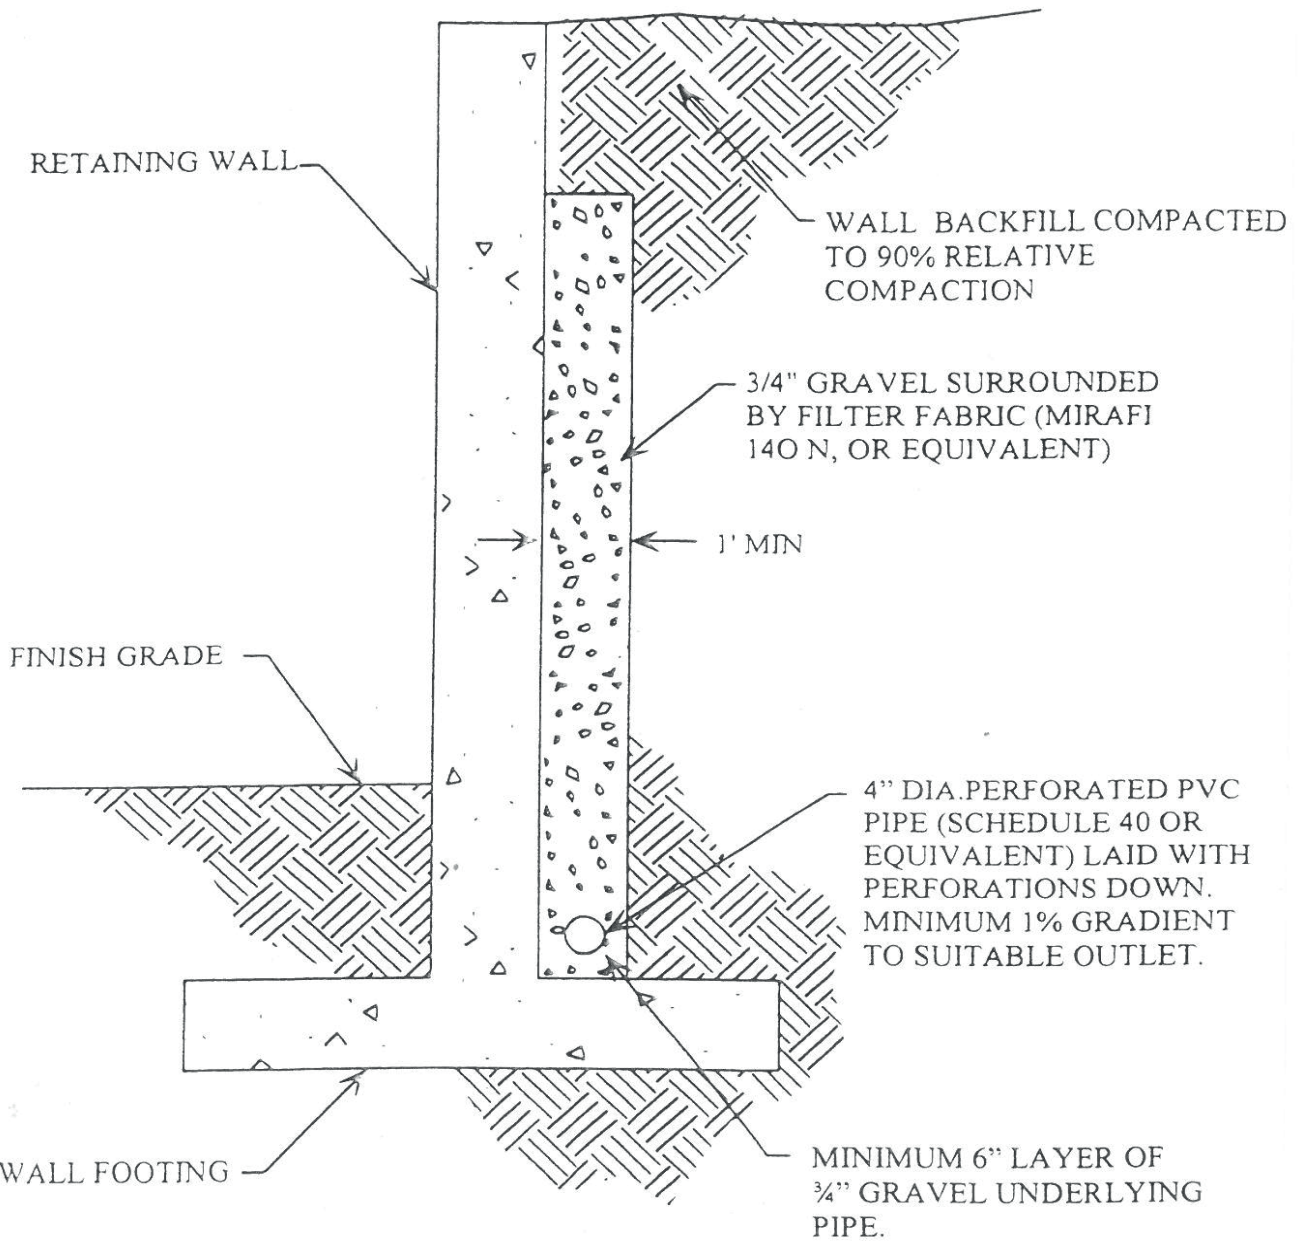 RETAINING WALL
WALL BACKFILL COMPACTED
TO 90% RELATIVE
COMPACTION
3/4" GRAVEL SURROUNDED
BY FILTER FABRIC (MIRAFI
14O N, OR EQUIVALENT)
1' MIN
FINISH GRADE
4” DIA.PERFORATED PVC
PIPE (SCHEDULE 40 OR
EQUIVALENT) LAID WITH
PERFORATIONS DOWN.
MINIMUM 1% GRADIENT
TO SUITABLE OUTLET.
WALL FOOTING
MINIMUM 6” LAYER OF
¾” GRAVEL UNDERLYING
PIPE.